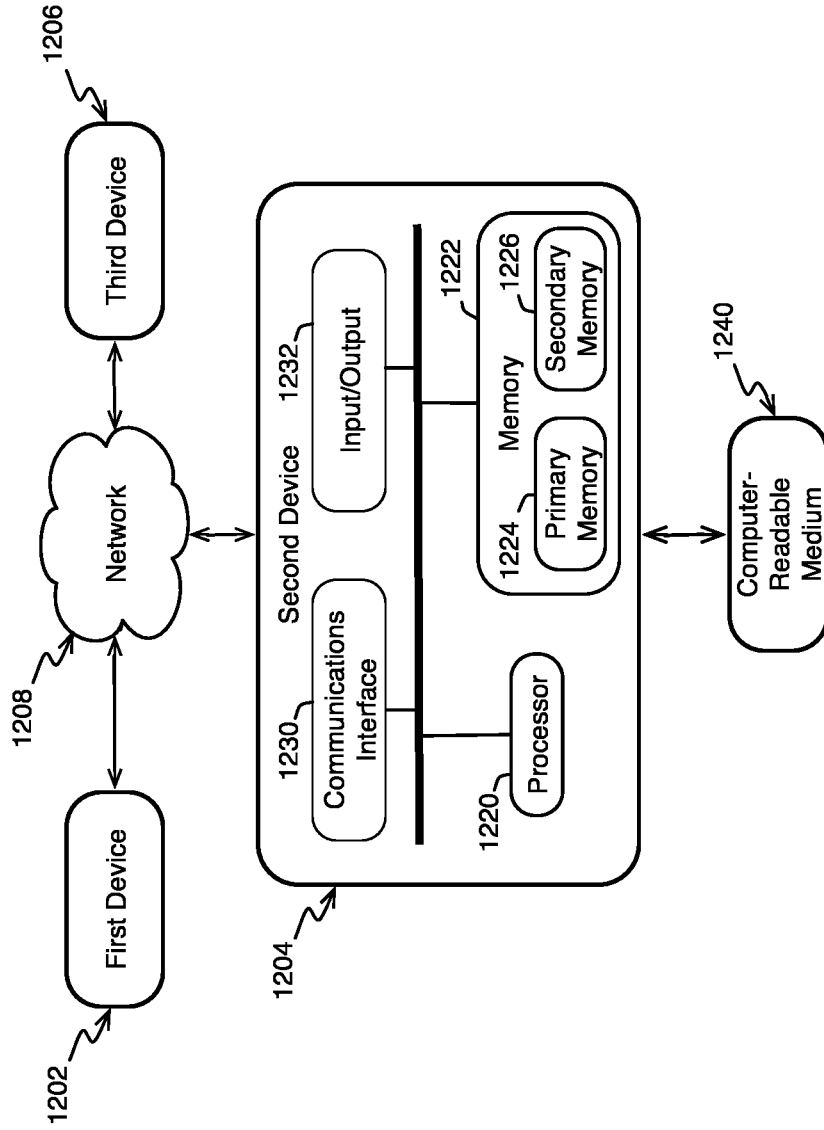 1202
First Device
1208
Network
1206
Third Device
1204
Second Device
1230
Communications
Interface
1232
Input/Output
1220
Processor
1222
Memory
1224
Primary
Memory
1226
Secondary
Memory
1240
Computer-
Readable
Medium